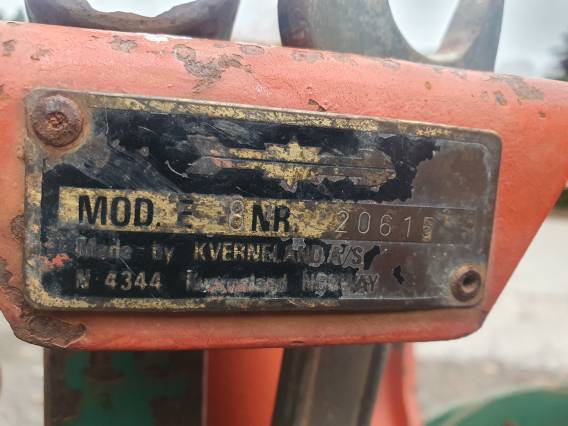 MOD. E 8 NR. 20615
Made by KVERNELAND A/S
N 4344 Kvernaland NORWAY